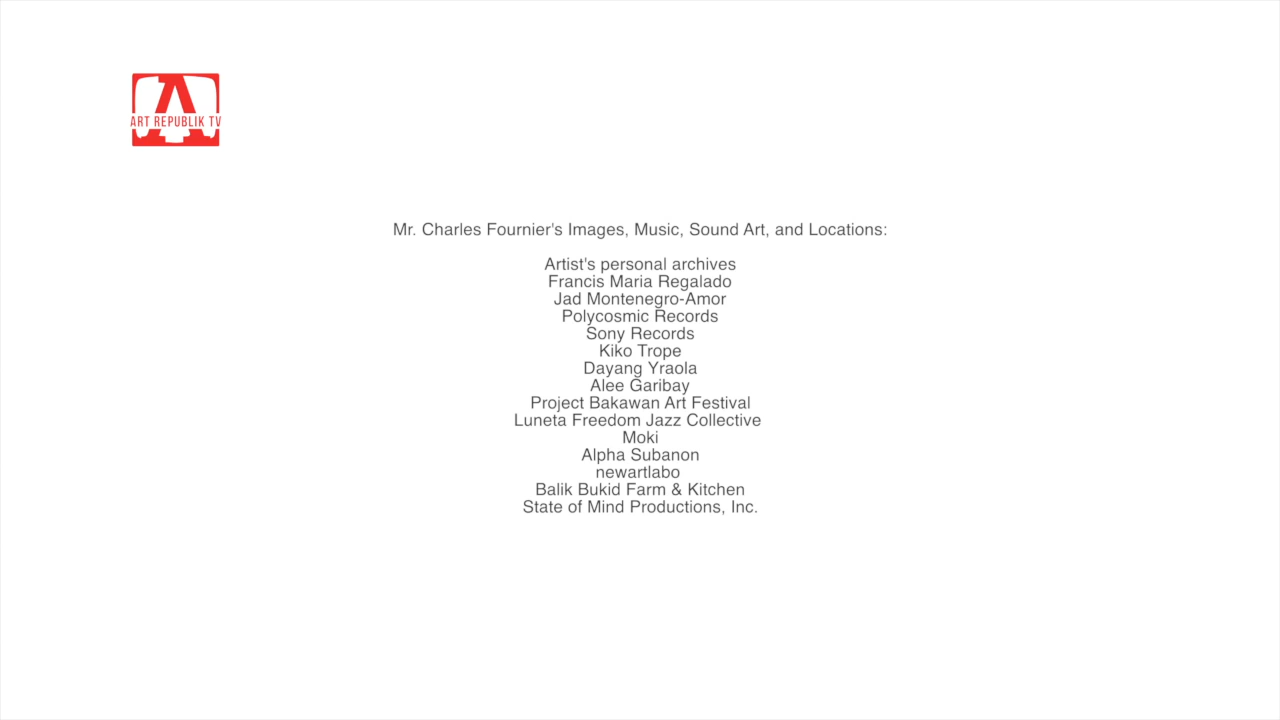 ART REPUBLIK TV
Mr. Charles Fournier's Images, Music, Sound Art, and Locations:
Artist's personal archives
Francis Maria Regalado
Jad Montenegro-Amor
Polycosmic Records
Sony Records
Kiko Trope
Dayang Yraola
Alee Garibay
Project Bakawan Art Festival
Luneta Freedom Jazz Collective
Moki
Alpha Subanon
newartlabo
Balik Bukid Farm & Kitchen
State of Mind Productions, Inc.